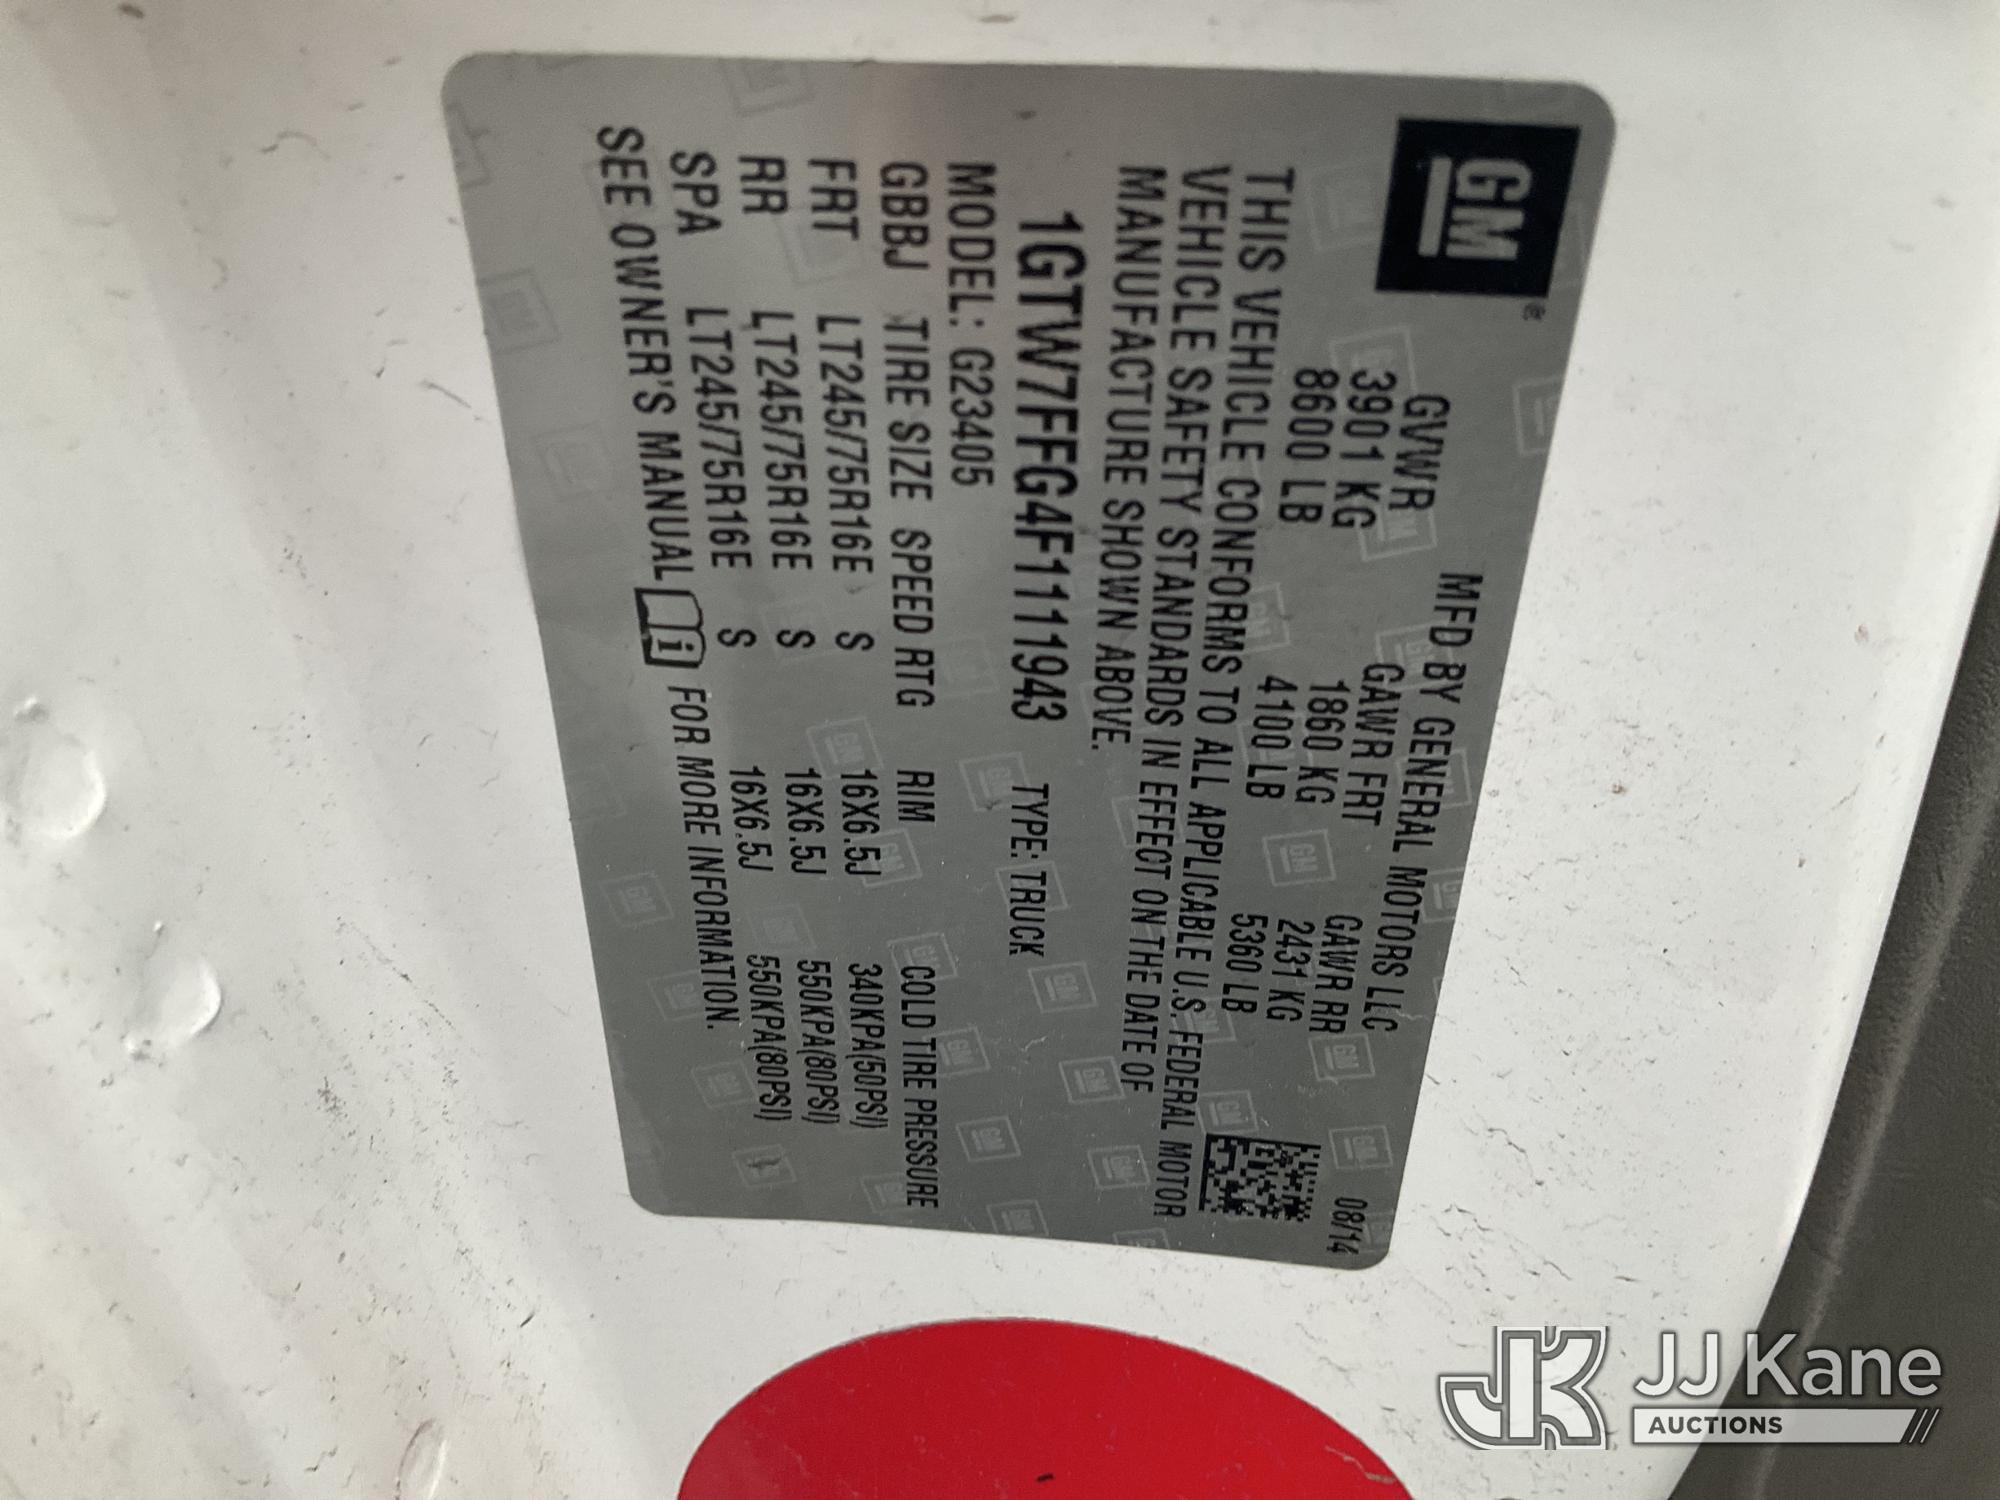 GM®
MFD BY GENERAL MOTORS LLC 08/14
GVWR GAWR FRT GAWR RR
3901 KG 1860 KG 2431 KG
8600 LB 4100 LB 5360 LB
THIS VEHICLE CONFORMS TO ALL APPLICABLE U.S. FEDERAL MOTOR
VEHICLE SAFETY STANDARDS IN EFFECT ON THE DATE OF
MANUFACTURE SHOWN ABOVE.
1GTW7FFG4F1111943 TYPE: TRUCK
MODEL: G23405
GBBJ TIRE SIZE SPEED RTG RIM COLD TIRE PRESSURE
FRT LT245/75R16E S 16X6.5J 340KPA(50PSI)
RR LT245/75R16E S 16X6.5J 550KPA(80PSI)
SPA LT245/75R16E S 16X6.5J 550KPA(80PSI)
SEE OWNER'S MANUAL i FOR MORE INFORMATION.
JK JJ Kane
AUCTIONS